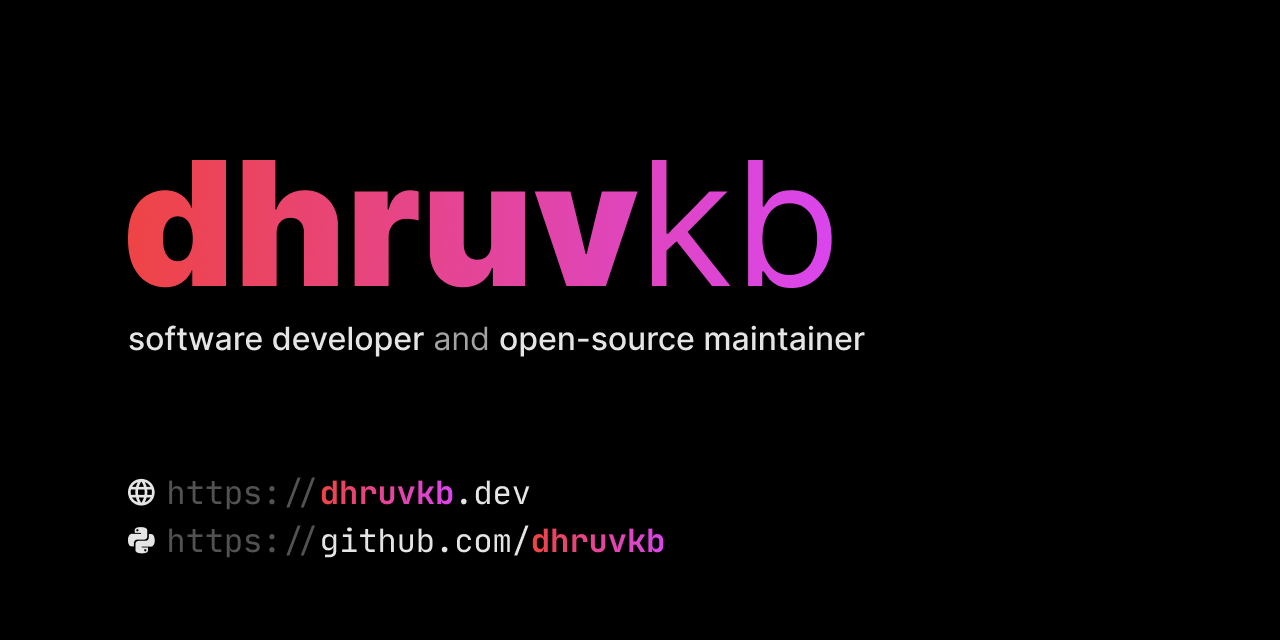 dhruvkb
software developer and open-source maintainer
https://dhruvkb.dev
https://github.com/dhruvkb